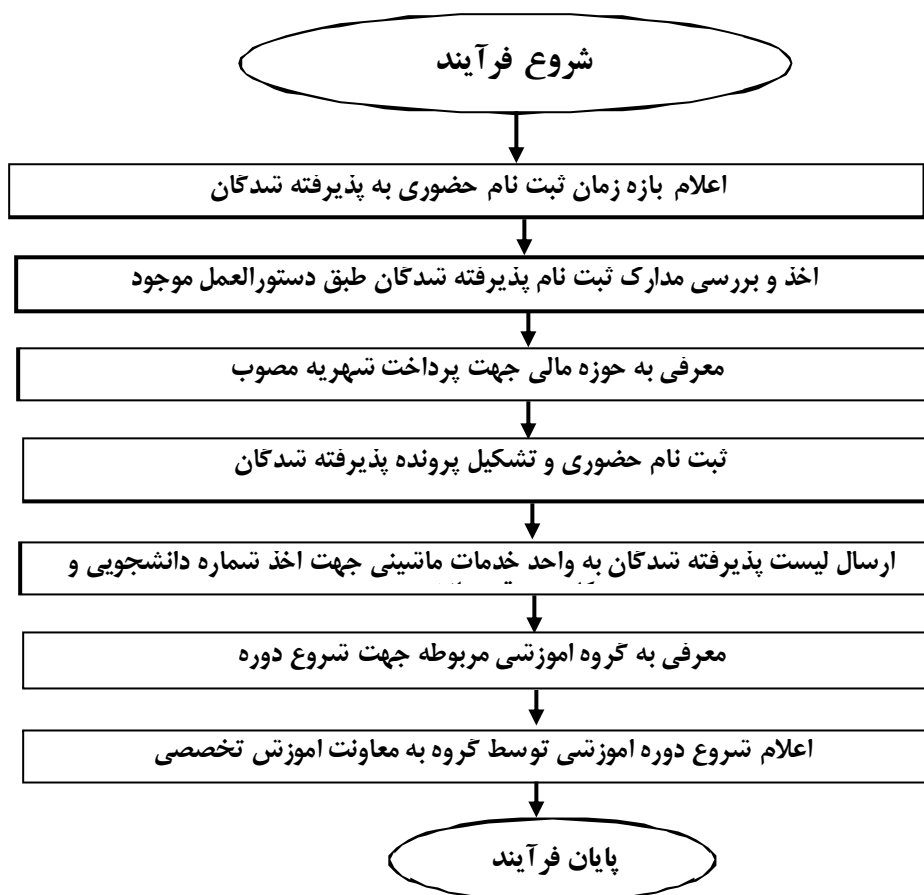 شروع فرآیند
اعلام بازه زمان ثبت نام حضوری به پذیرفته شدگان
اخذ و بررسی مدارک ثبت نام پذیرفته شدگان طبق دستورالعمل موجود
معرفی به حوزه مالی جهت پرداخت شهریه مصوب
ثبت نام حضوری و تشکیل پرونده پذیرفته شدگان
ارسال لیست پذیرفته شدگان به واحد خدمات ماشینی جهت اخذ شماره دانشجویی و
معرفی به گروه اموزشی مربوطه جهت شروع دوره
اعلام شروع دوره اموزشی توسط گروه به معاونت اموزش تخصصی
پایان فرآیند